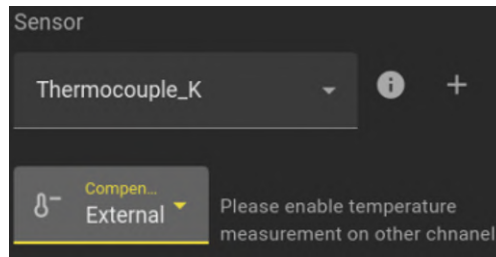 Sensor
Thermocouple_K
Compen...
External
Please enable temperature
measurement on other chnanel